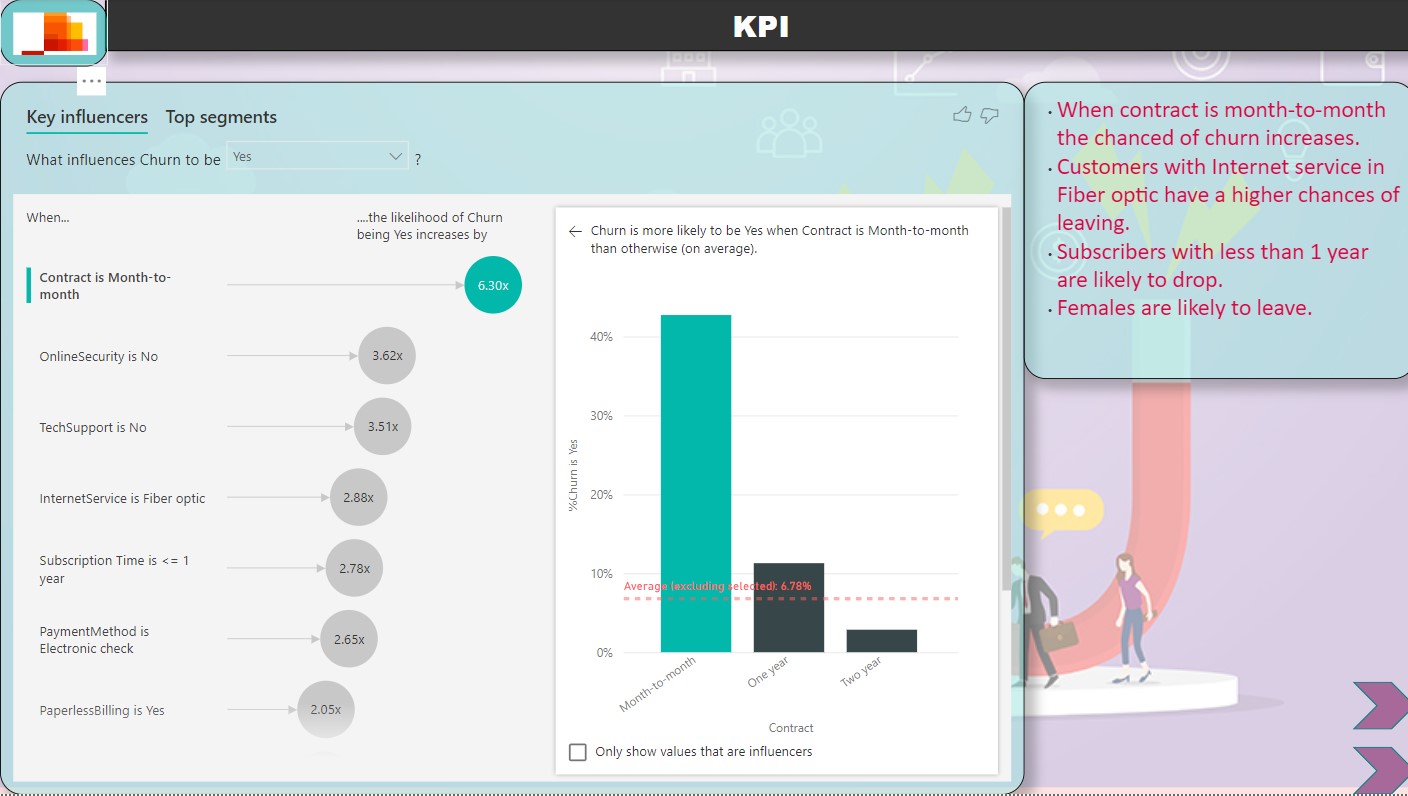 KPI
...
Key influencers
Top segments
What influences Churn to be
Yes
?
When...
....the likelihood of Churn
being Yes increases by
Contract is Month-to-
month
6.30x
OnlineSecurity is No
3.62x
TechSupport is No
3.51x
InternetService is Fiber optic
2.88x
Subscription Time is <= 1
year
2.78x
PaymentMethod is
Electronic check
2.65x
PaperlessBilling is Yes
2.05x
Churn is more likely to be Yes when Contract is Month-to-month
than otherwise (on average).
%Churn is Yes
40%
30%
20%
10%
0%
Average (excluding selected): 6.78%
Month-to-month
One year
Two year
Contract
Only show values that are influencers
· When contract is month-to-month
the chanced of churn increases.
· Customers with Internet service in
Fiber optic have a higher chances of
leaving.
· Subscribers with less than 1 year
are likely to drop.
· Females are likely to leave.